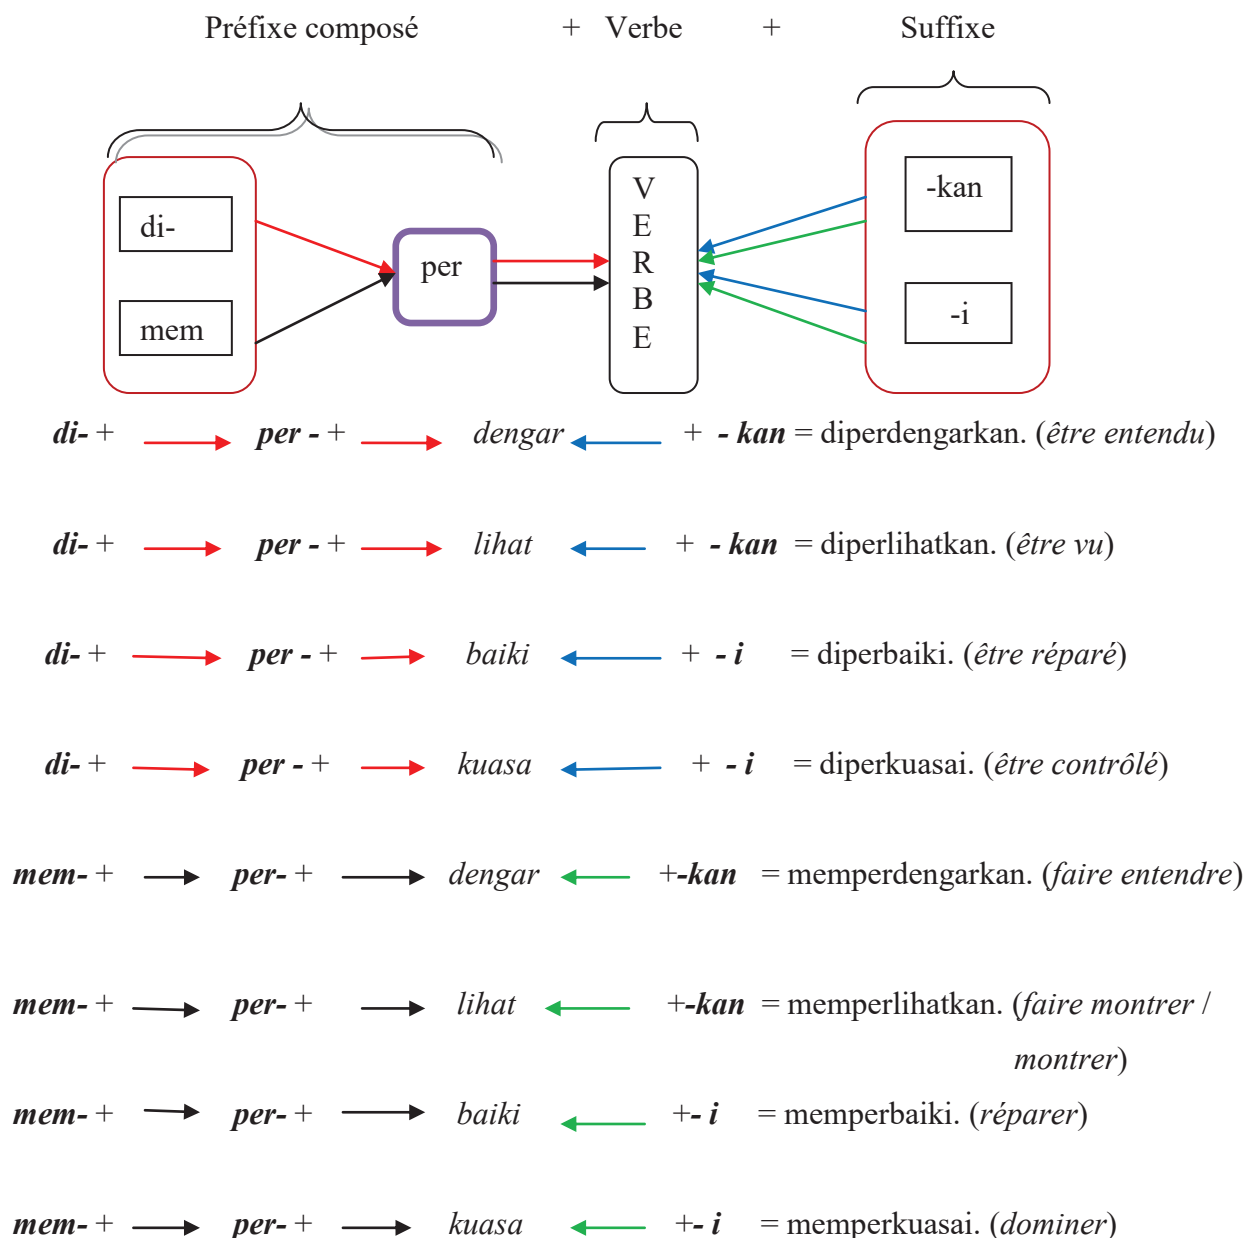 Préfixe composé + Verbe + Suffixe
di-
mem
per
V
E
R
B
E
-kan
-i
di- + per - + dengar + - kan = diperdengarkan. (être entendu)
di- + per - + lihat + - kan = diperlihatkan. (être vu)
di- + per - + baiki + - i = diperbaiki. (être réparé)
di- + per - + kuasa + - i = diperkuasai. (être contrôlé)
mem- + per- + dengar +-kan = memperdengarkan. (faire entendre)
mem- + per- + lihat +-kan = memperlihatkan. (faire montrer /
montrer)
mem- + per- + baiki +- i = memperbaiki. (réparer)
mem- + per- + kuasa +- i = memperkuasai. (dominer)